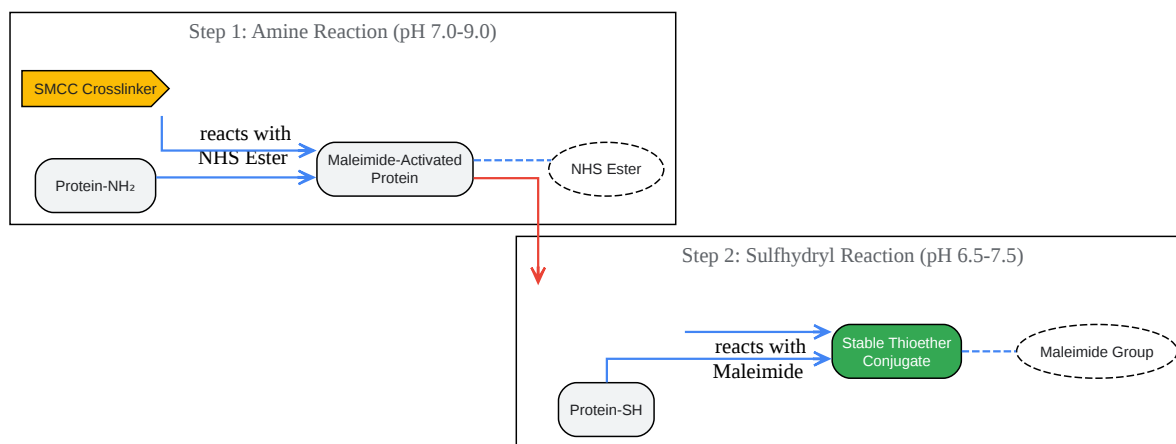 Step 1: Amine Reaction (pH 7.0-9.0)
SMCC Crosslinker
reacts with
NHS Ester
Protein-NH₂
Maleimide-Activated
Protein
NHS Ester
Step 2: Sulfhydryl Reaction (pH 6.5-7.5)
reacts with
Maleimide
Protein-SH
Stable Thioether
Conjugate
Maleimide Group